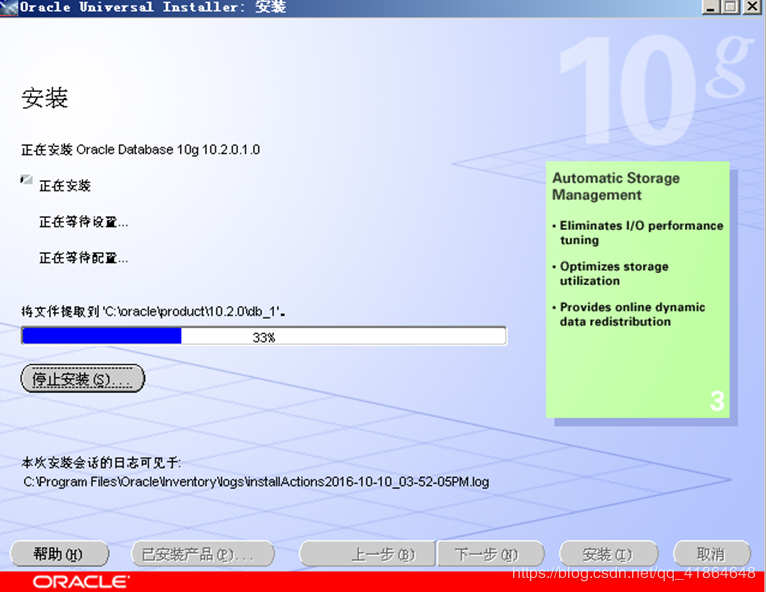 Oracle Universal Installer: 安装
10g
安装
正在安装 Oracle Database 10g 10.2.0.1.0
正在安装
正在等待设置...
正在等待配置...
将文件提取到 'C:\oracle\product\10.2.0\db_1'。
33%
停止安装(S)...
Automatic Storage
Management
• Eliminates I/O performance
tuning
• Optimizes storage
utilization
• Provides online dynamic
data redistribution
3
本次安装会话的日志可见于:
C:\Program Files\Oracle\Inventory\logs\installActions2016-10-10_03-52-05PM.log
帮助(H) 已安装产品(P)... 上一步(B) 下一步(N) 安装(I) 取消
ORACLE
https://blog.csdn.net/qq_41864648